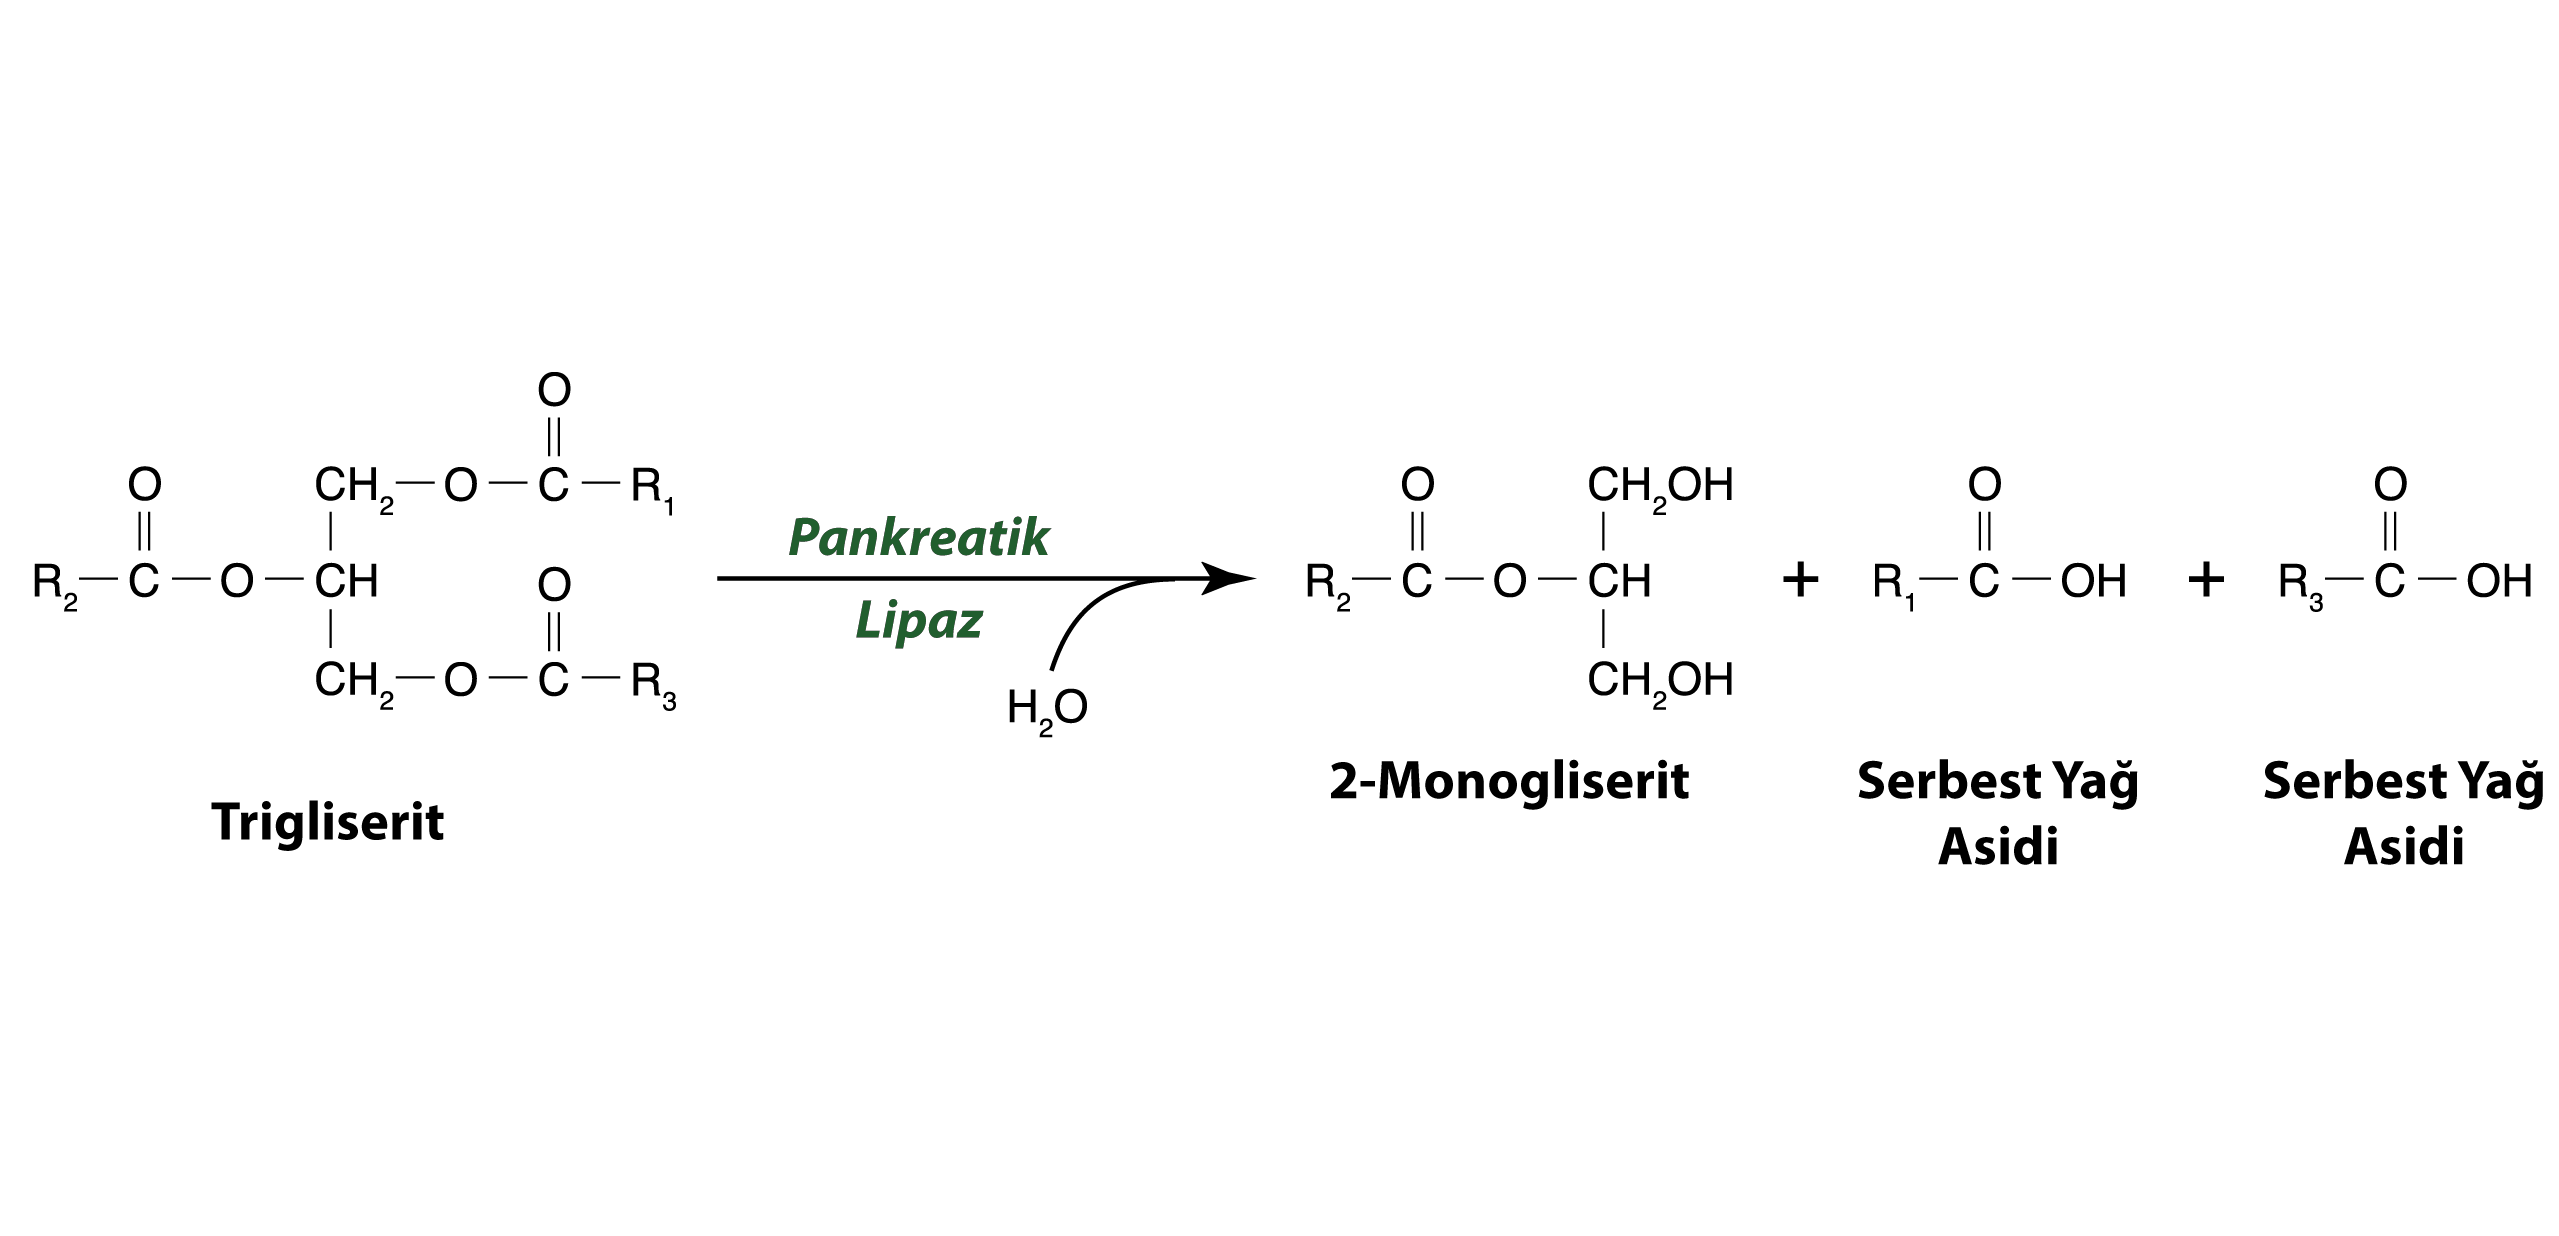 O
O CH₂—O—C—R₁
R₂—C—O—CH O
CH₂—O—C—R₃
Trigliserit
Pankreatik
Lipaz
H₂O
O CH₂OH
R₂—C—O—CH
CH₂OH
2-Monogliserit
+
O
R₁—C—OH
Serbest Yağ
Asidi
+
O
R₃—C—OH
Serbest Yağ
Asidi